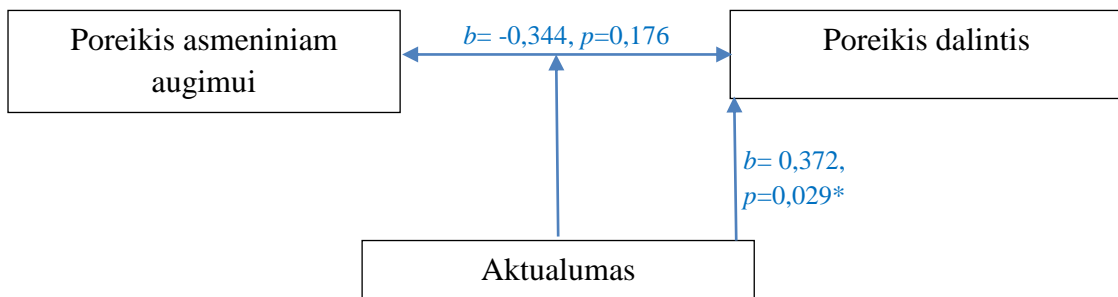 Poreikis asmeniniam
augimui
b= -0,344, p=0,176
Poreikis dalintis
b= 0,372,
p=0,029*
Aktualumas